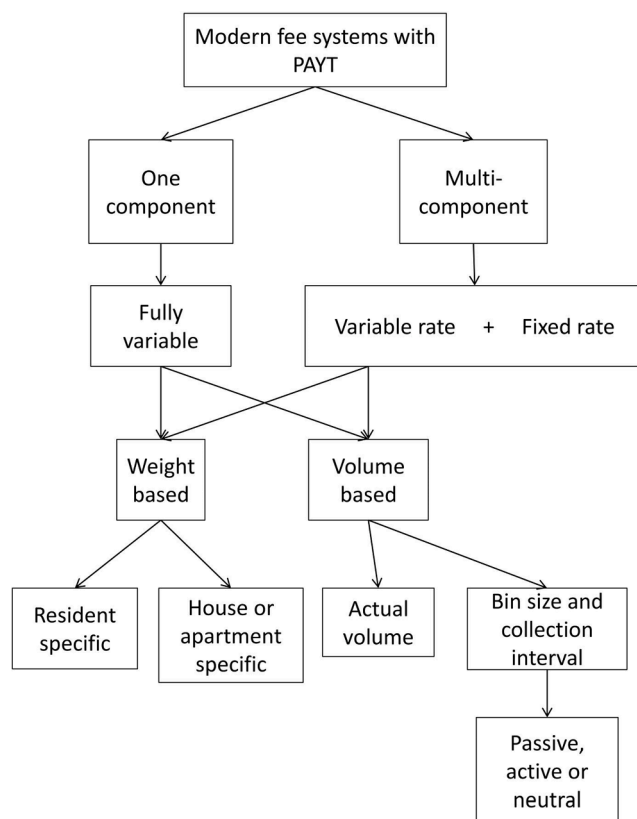 Modern fee systems with
PAYT
One
component
Multi-
component
Fully
variable
Variable rate + Fixed rate
Weight
based
Volume
based
Resident
specific
House or
apartment
specific
Actual
volume
Bin size and
collection
interval
Passive,
active or
neutral